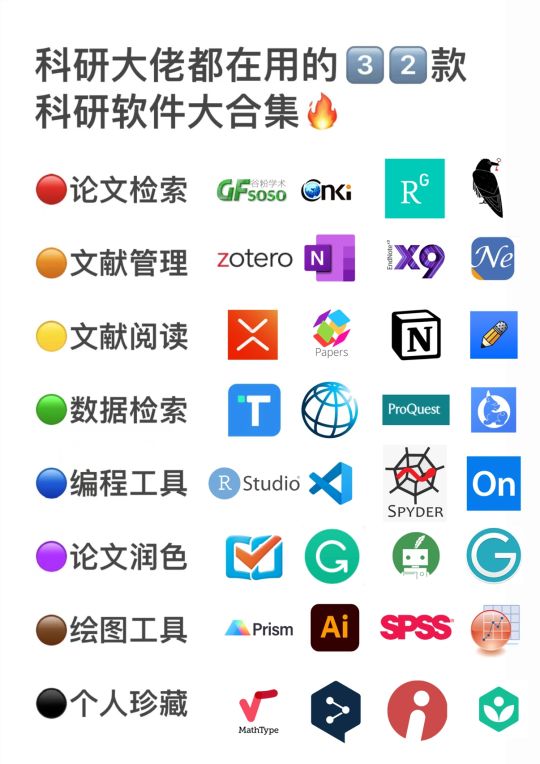 科研大佬都在用的32款
科研软件大合集
论文检索 GFsoso 谷粉学术 Cnki RG
文献管理 zotero N EndNote X9 Ne
文献阅读 Papers N
数据检索 T ProQuest
编程工具 R Studio SPYDER On
论文润色 G G
绘图工具 Prism Ai SPSS
个人珍藏 MathType i